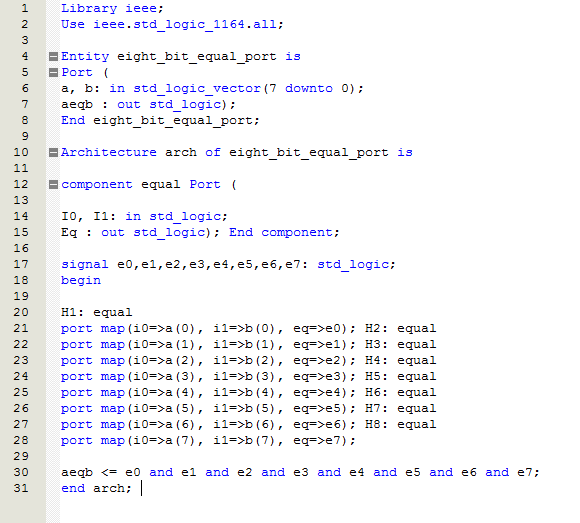 1 Library ieee;
2 Use ieee.std_logic_1164.all;
3
4 Entity eight_bit_equal_port is
5 Port (
6 a, b: in std_logic_vector(7 downto 0);
7 aeqb : out std_logic);
8 End eight_bit_equal_port;
9
10 Architecture arch of eight_bit_equal_port is
11
12 component equal Port (
13
14 I0, I1: in std_logic;
15 Eq : out std_logic); End component;
16
17 signal e0,e1,e2,e3,e4,e5,e6,e7: std_logic;
18 begin
19
20 H1: equal
21 port map(i0=>a(0), i1=>b(0), eq=>e0); H2: equal
22 port map(i0=>a(1), i1=>b(1), eq=>e1); H3: equal
23 port map(i0=>a(2), i1=>b(2), eq=>e2); H4: equal
24 port map(i0=>a(3), i1=>b(3), eq=>e3); H5: equal
25 port map(i0=>a(4), i1=>b(4), eq=>e4); H6: equal
26 port map(i0=>a(5), i1=>b(5), eq=>e5); H7: equal
27 port map(i0=>a(6), i1=>b(6), eq=>e6); H8: equal
28 port map(i0=>a(7), i1=>b(7), eq=>e7);
29
30 aeqb <= e0 and e1 and e2 and e3 and e4 and e5 and e6 and e7;
31 end arch;